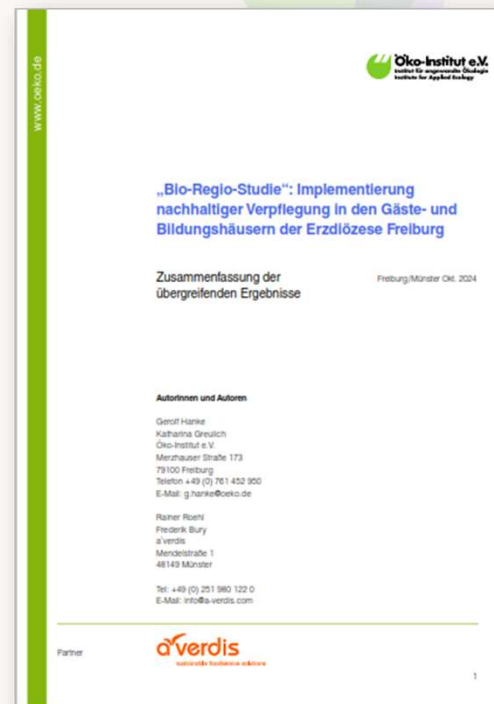 www.oeko.de
Öko-Institut e.V.
Institut für angewandte Ökologie
Institute for Applied Ecology
„Bio-Regio-Studie“: Implementierung
nachhaltiger Verpflegung in den Gäste- und
Bildungshäusern der Erzdiözese Freiburg
Zusammenfassung der
übergreifenden Ergebnisse
Freiburg/Münster Okt. 2024
Autorinnen und Autoren
Gerolf Hanke
Katharina Greulich
Öko-Institut e.V.
Merzhauser Straße 173
79100 Freiburg
Telefon +49 (0) 761 452 950
E-Mail: g.hanke@oeko.de
Rainer Roehl
Frederik Bury
a'verdis
Mendelstraße 1
48149 Münster
Tel: +49 (0) 251 980 122 0
E-Mail: info@a-verdis.com
Partner
a'verdis
sustainable foodservice solutions
1